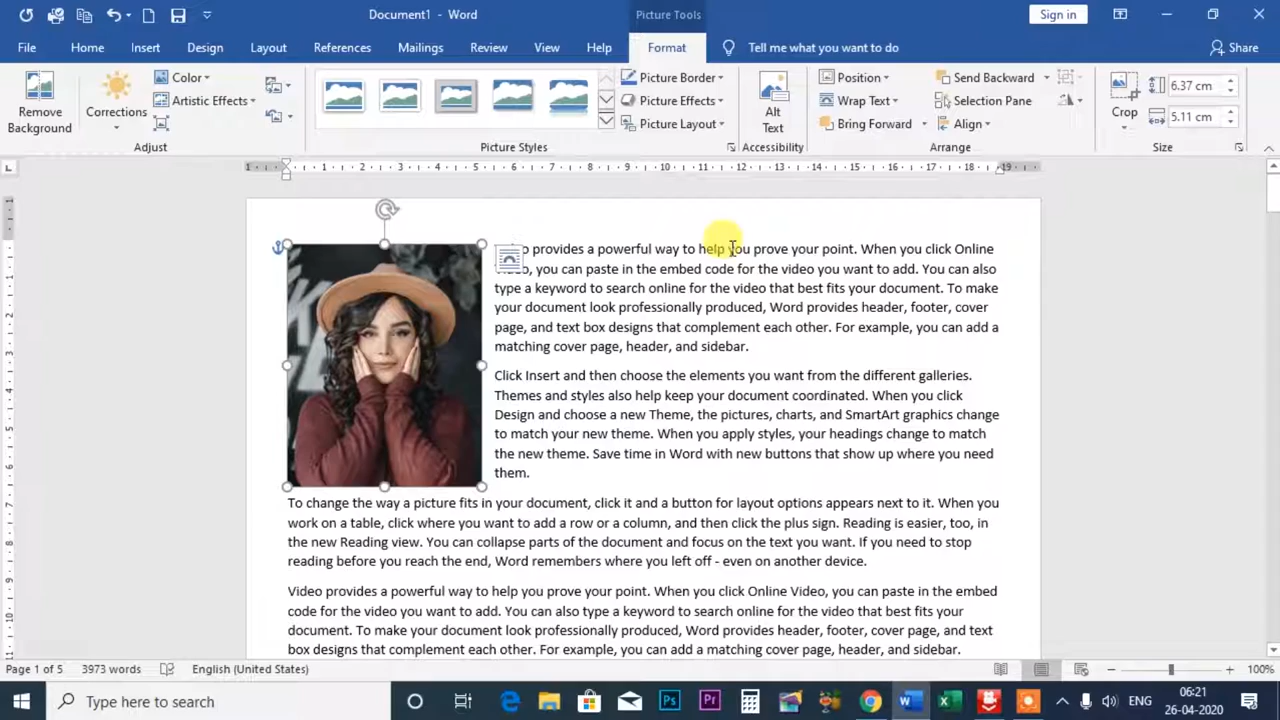 Document1 - Word
Picture Tools
Sign in
File
Home
Insert
Design
Layout
References
Mailings
Review
View
Help
Format
Tell me what you want to do
Share
Remove
Background
Corrections
Color
Artistic Effects
Adjust
Picture Styles
Picture Border
Picture Effects
Picture Layout
Alt
Text
Accessibility
Position
Wrap Text
Bring Forward
Send Backward
Selection Pane
Align
Arrange
Crop
6.37 cm
5.11 cm
Size
1 1 2 3 4 5 6 7 8 9 10 11 12 13 14 15 16 17 18 19
provides a powerful way to help you prove your point. When you click Online
you can paste in the embed code for the video you want to add. You can also
type a keyword to search online for the video that best fits your document. To make
your document look professionally produced, Word provides header, footer, cover
page, and text box designs that complement each other. For example, you can add a
matching cover page, header, and sidebar.
Click Insert and then choose the elements you want from the different galleries.
Themes and styles also help keep your document coordinated. When you click
Design and choose a new Theme, the pictures, charts, and SmartArt graphics change
to match your new theme. When you apply styles, your headings change to match
the new theme. Save time in Word with new buttons that show up where you need
them.
To change the way a picture fits in your document, click it and a button for layout options appears next to it. When you
work on a table, click where you want to add a row or a column, and then click the plus sign. Reading is easier, too, in
the new Reading view. You can collapse parts of the document and focus on the text you want. If you need to stop
reading before you reach the end, Word remembers where you left off - even on another device.
Video provides a powerful way to help you prove your point. When you click Online Video, you can paste in the embed
code for the video you want to add. You can also type a keyword to search online for the video that best fits your
document. To make your document look professionally produced, Word provides header, footer, cover page, and text
box designs that complement each other. For example, you can add a matching cover page, header, and sidebar.
Page 1 of 5
3973 words
English (United States)
100%
Type here to search
ENG
06:21
26-04-2020